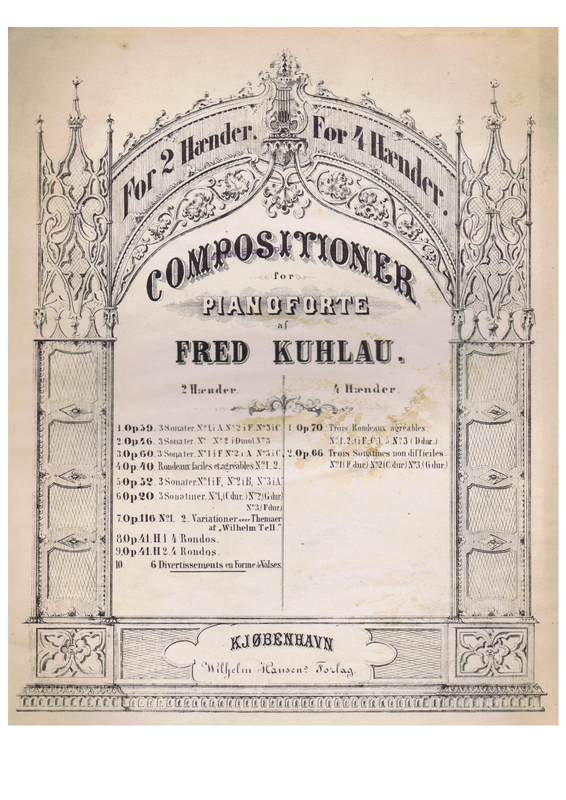 For 2 Hænder.
For 4 Hænder.
COMPOSITIONER
for
PIANOFORTE
af
FRED KUHLAU.
2 Hænder.
4 Hænder.
1. Op 59. 3 Sonater. Nº 1, i A. Nº 2 i F. Nº 3 i C
2. Op 46. 3 Sonater. Nº Nº 2 i D moll Nº 3
3. Op 60. 3 Sonater. Nº 1 i F Nº 2 i A Nº 3 i C.
4. Op 40. Rondeaux faciles et agréables Nº 1. 2.
5. Op 52. 3 Sonater. Nº 1 i F, Nº 2 i B, Nº 3 i A
6. Op 20. 3 Sonatiner. Nº 1, (C dur.) Nº 2 (G dur)
Nº 3 (F dur)
7. Op. 116 Nº 1. 2. Variationer over Themaer
af „Wilhelm Tell."
8. Op 41. H 1 4 Rondos.
9. Op 41. H 2. 4 Rondos.
10. 6 Divertissements en Forme de Valses.
1. Op 70. Trois Rondeaux agréables
Nº 1. 2. (i F, C) Nº 3 (D dur.)
2. Op 66. Trois Sonatines non difficiles.
Nº 1 (F dur.) Nº 2 (C dur.) Nº 3. (G dur.)
KJØBENHAVN
Wilhelm Hansens Forlag.